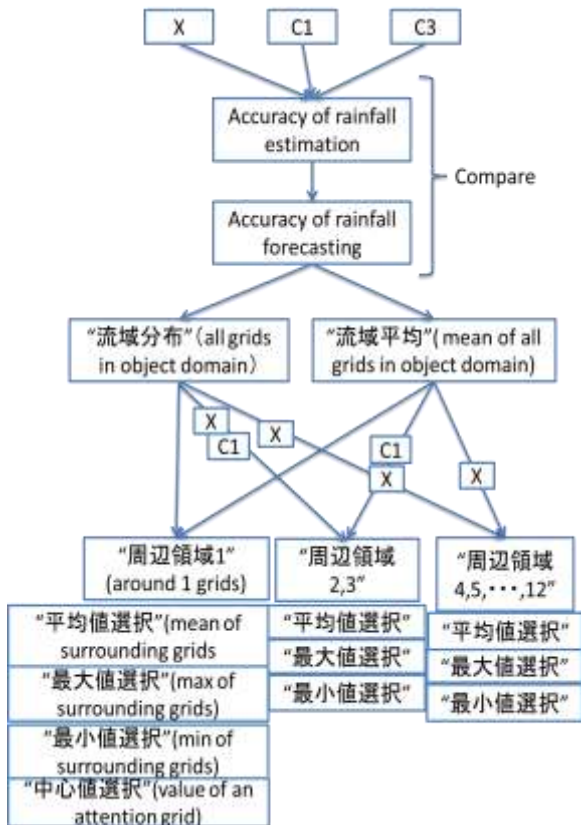 X
C1
C3
Accuracy of rainfall
estimation
Compare
Accuracy of rainfall
forecasting
“流域分布”(all grids
in object domain)
“流域平均”(mean of all
grids in object domain)
X
C1
X
C1
X
X
“周辺領域1”
(around 1 grids)
“周辺領域
2,3”
“周辺領域
4,5,・・・,12”
“平均値選択”(mean of
surrounding grids
“最大値選択”(max of
surrounding grids)
“最小値選択”(min of
surrounding grids)
“中心値選択”(value of an
attention grid)
“平均値選択”
“最大値選択”
“最小値選択”
“平均値選択”
“最大値選択”
“最小値選択”